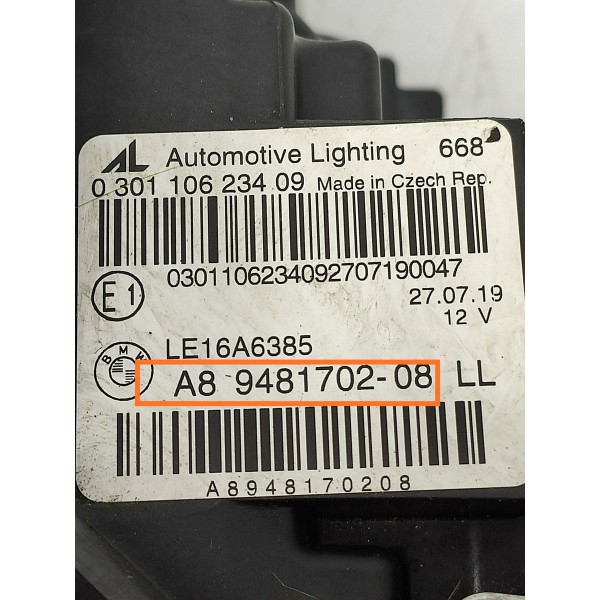 AL Automotive Lighting 668
0 301 106 234 09 Made in Czech Rep.
0301106234092707190047
E1
27.07.19
12 V
LE16A6385
BMW
A8 9481702-08 LL
A8948170208